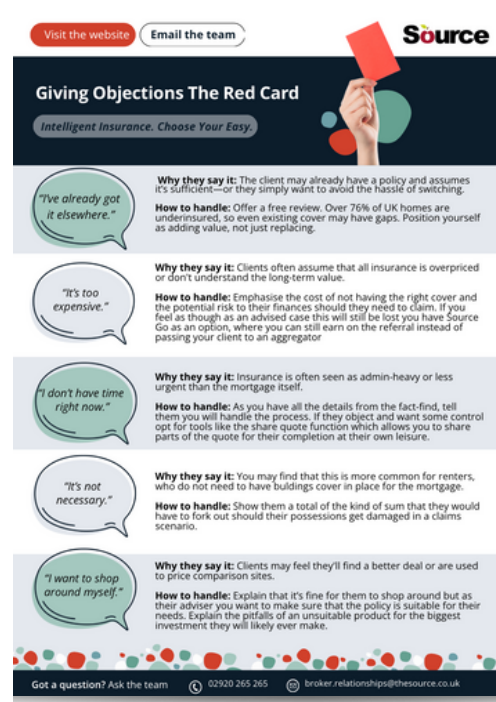 Visit the website
Email the team
Source
Giving Objections The Red Card
Intelligent Insurance. Choose Your Easy.
"I've already got
it elsewhere."
Why they say it: The client may already have a policy and assumes
it's sufficient—or they simply want to avoid the hassle of switching.
How to handle: Offer a free review. Over 76% of UK homes are
underinsured, so even existing cover may have gaps. Position yourself
as adding value, not just replacing.
"It's too
expensive."
Why they say it: Clients often assume that all insurance is overpriced
or don't understand the long-term value.
How to handle: Emphasise the cost of not having the right cover and
the potential risk to their finances should they need to claim. If you
feel as though as an advised case this will still be lost you have Source
Go as an option, where you can still earn on the referral instead of
passing your client to an aggregator
"I don't have time
right now."
Why they say it: Insurance is often seen as admin-heavy or less
urgent than the mortgage itself.
How to handle: As you have all the details from the fact-find, tell
them you will handle the process. If they object and want some control
opt for tools like the share quote function which allows you to share
parts of the quote for their completion at their own leisure.
"It's not
necessary."
Why they say it: You may find that this is more common for renters,
who do not need to have buldings cover in place for the mortgage.
How to handle: Show them a total of the kind of sum that they would
have to fork out should their possessions get damaged in a claims
scenario.
"I want to shop
around myself."
Why they say it: Clients may feel they'll find a better deal or are used
to price comparison sites.
How to handle: Explain that it's fine for them to shop around but as
their adviser you want to make sure that the policy is suitable for their
needs. Explain the pitfalls of an unsuitable product for the biggest
investment they will likely ever make.
Got a question? Ask the team
02920 265 265
broker.relationships@thesource.co.uk